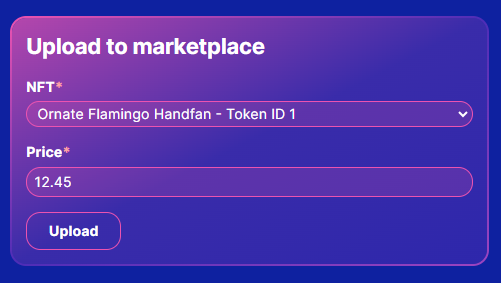 Upload to marketplace
NFT*
Ornate Flamingo Handfan - Token ID 1
Price*
12.45
Upload